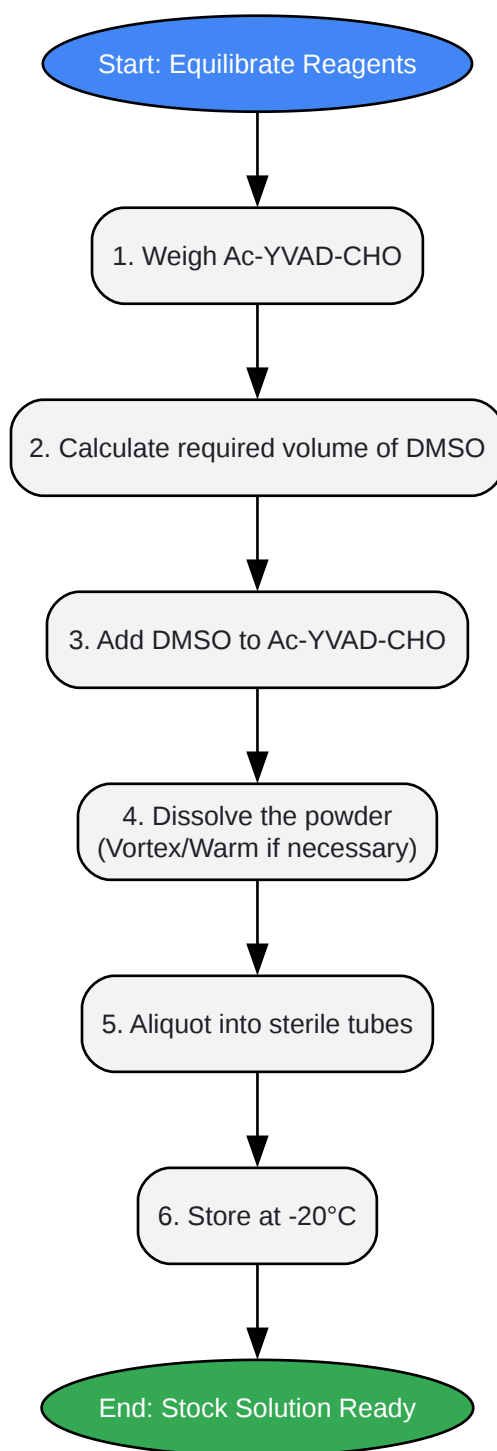 Start: Equilibrate Reagents
1. Weigh Ac-YVAD-CHO
2. Calculate required volume of DMSO
3. Add DMSO to Ac-YVAD-CHO
4. Dissolve the powder
(Vortex/Warm if necessary)
5. Aliquot into sterile tubes
6. Store at -20°C
End: Stock Solution Ready